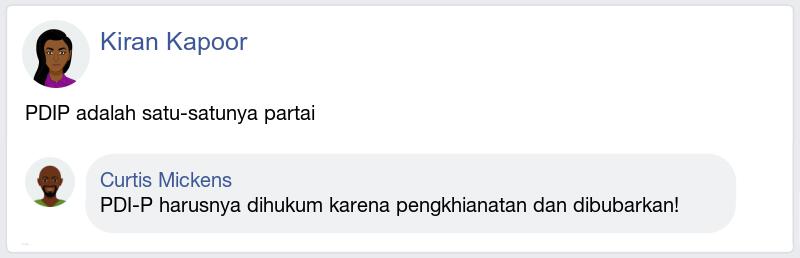 Kiran Kapoor
PDIP adalah satu-satunya partai
Curtis Mickens
PDI-P harusnya dihukum karena pengkhianatan dan dibubarkan!